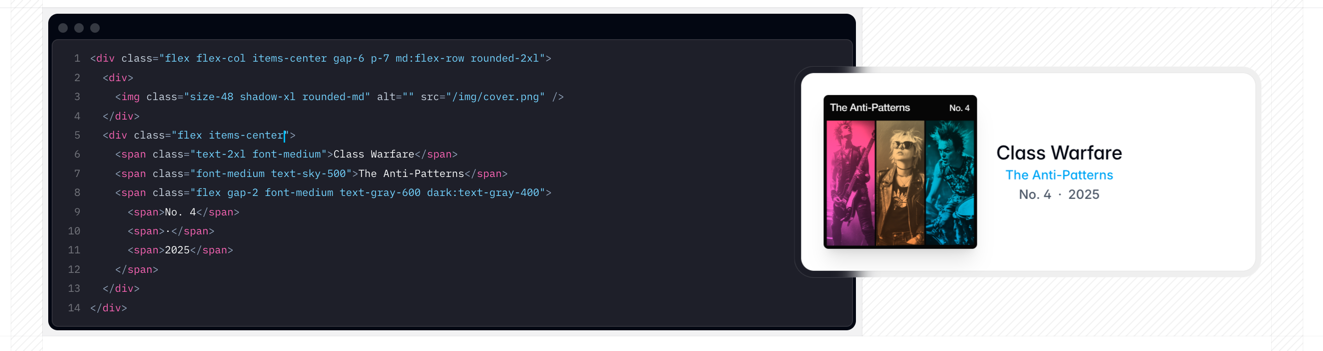 1 <div class="flex flex-col items-center gap-6 p-7 md:flex-row rounded-2xl">
2   <div>
3     <img class="size-48 shadow-xl rounded-md" alt="" src="/img/cover.png" />
4   </div>
5   <div class="flex items-center">
6     <span class="text-2xl font-medium">Class Warfare</span>
7     <span class="font-medium text-sky-500">The Anti-Patterns</span>
8     <span class="flex gap-2 font-medium text-gray-600 dark:text-gray-400">
9       <span>No. 4</span>
10       <span>·</span>
11       <span>2025</span>
12     </span>
13   </div>
14 </div>
The Anti-Patterns No. 4
Class Warfare
The Anti-Patterns
No. 4 · 2025